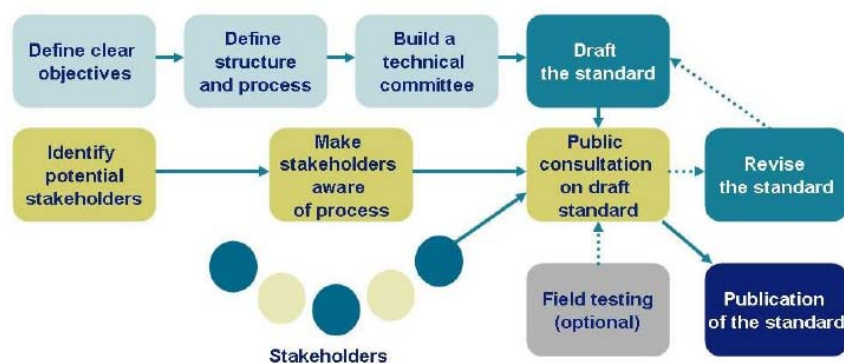 Define clear
objectives
Define
structure
and process
Build a
technical
committee
Draft
the standard
Identify
potential
stakeholders
Make
stakeholders
aware
of process
Public
consultation
on draft
standard
Revise
the standard
Field testing
(optional)
Publication
of the standard
Stakeholders